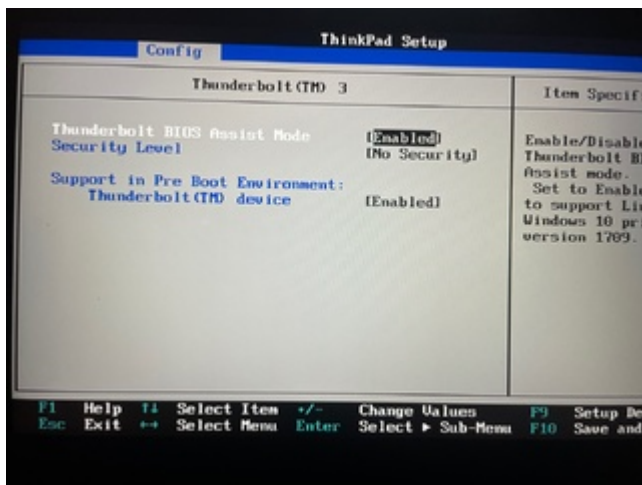 ThinkPad Setup
Config
Thunderbolt(TM) 3
Item Specif
Thunderbolt BIOS Assist Mode [Enabled]
Security Level [No Security]
Support in Pre Boot Environment:
Thunderbolt(TM) device [Enabled]
Enable/Disable
Thunderbolt B
Assist mode.
Set to Enable
to support Li
Windows 10 pr
version 1709.
F1 Help ↑↓ Select Item +/- Change Values F9 Setup De
Esc Exit ↔ Select Menu Enter Select ▶ Sub-Menu F10 Save and